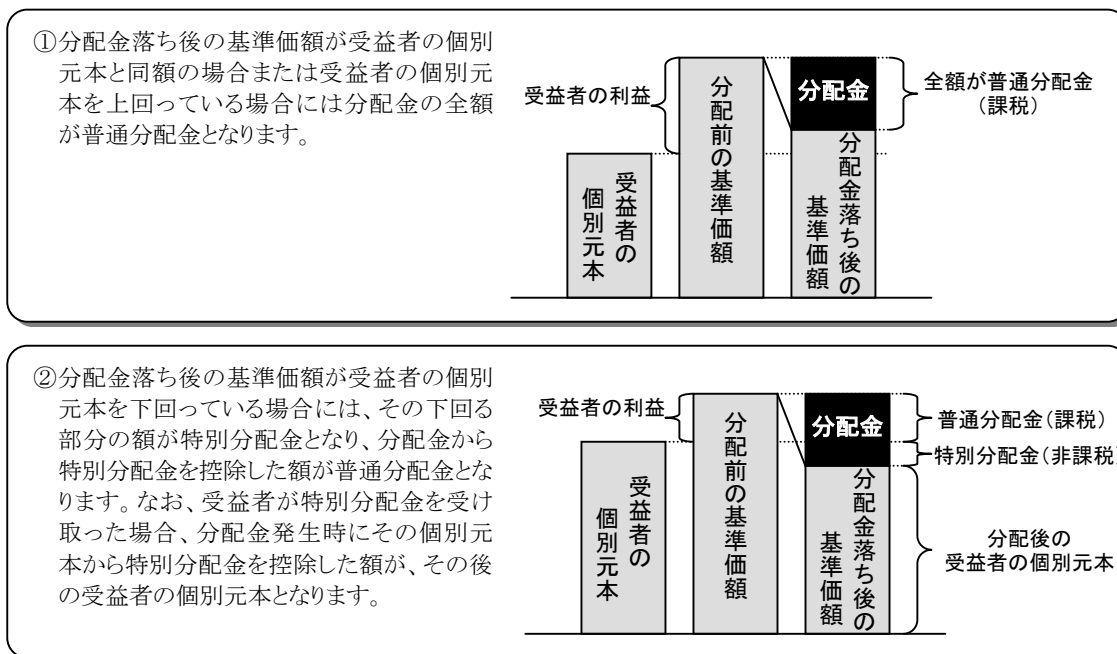 ①分配金落ち後の基準価額が受益者の個別
元本と同額の場合または受益者の個別元
本を上回っている場合には分配金の全額
が普通分配金となります。
受益者の利益
受益者の
個別元本
分配前の基準価額
分配金
分配金落ち後の
基準価額
全額が普通分配金
(課税)
②分配金落ち後の基準価額が受益者の個別
元本を下回っている場合には、その下回る
部分の額が特別分配金となり、分配金から
特別分配金を控除した額が普通分配金とな
ります。なお、受益者が特別分配金を受け
取った場合、分配金発生時にその個別元
本から特別分配金を控除した額が、その後
の受益者の個別元本となります。
受益者の利益
受益者の
個別元本
分配前の基準価額
分配金
分配金落ち後の
基準価額
普通分配金(課税)
特別分配金(非課税)
分配後の
受益者の個別元本